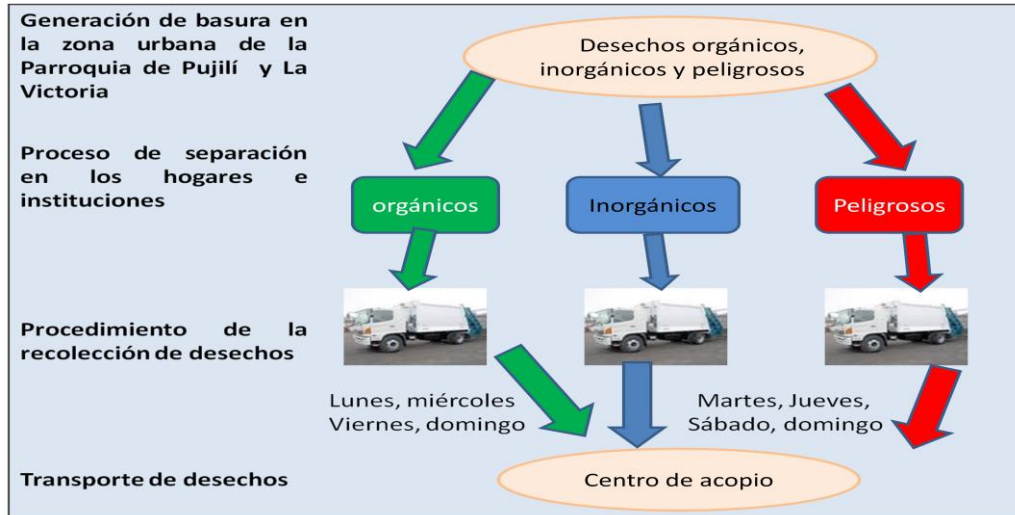 Generación de basura en
la zona urbana de la
Parroquia de Pujilí y La
Victoria
Desechos orgánicos,
inorgánicos y peligrosos
Proceso de separación
en los hogares e
instituciones
orgánicos
Inorgánicos
Peligrosos
Procedimiento de la
recolección de desechos
Lunes, miércoles
Viernes, domingo
Martes, Jueves,
Sábado, domingo
Transporte de desechos
Centro de acopio